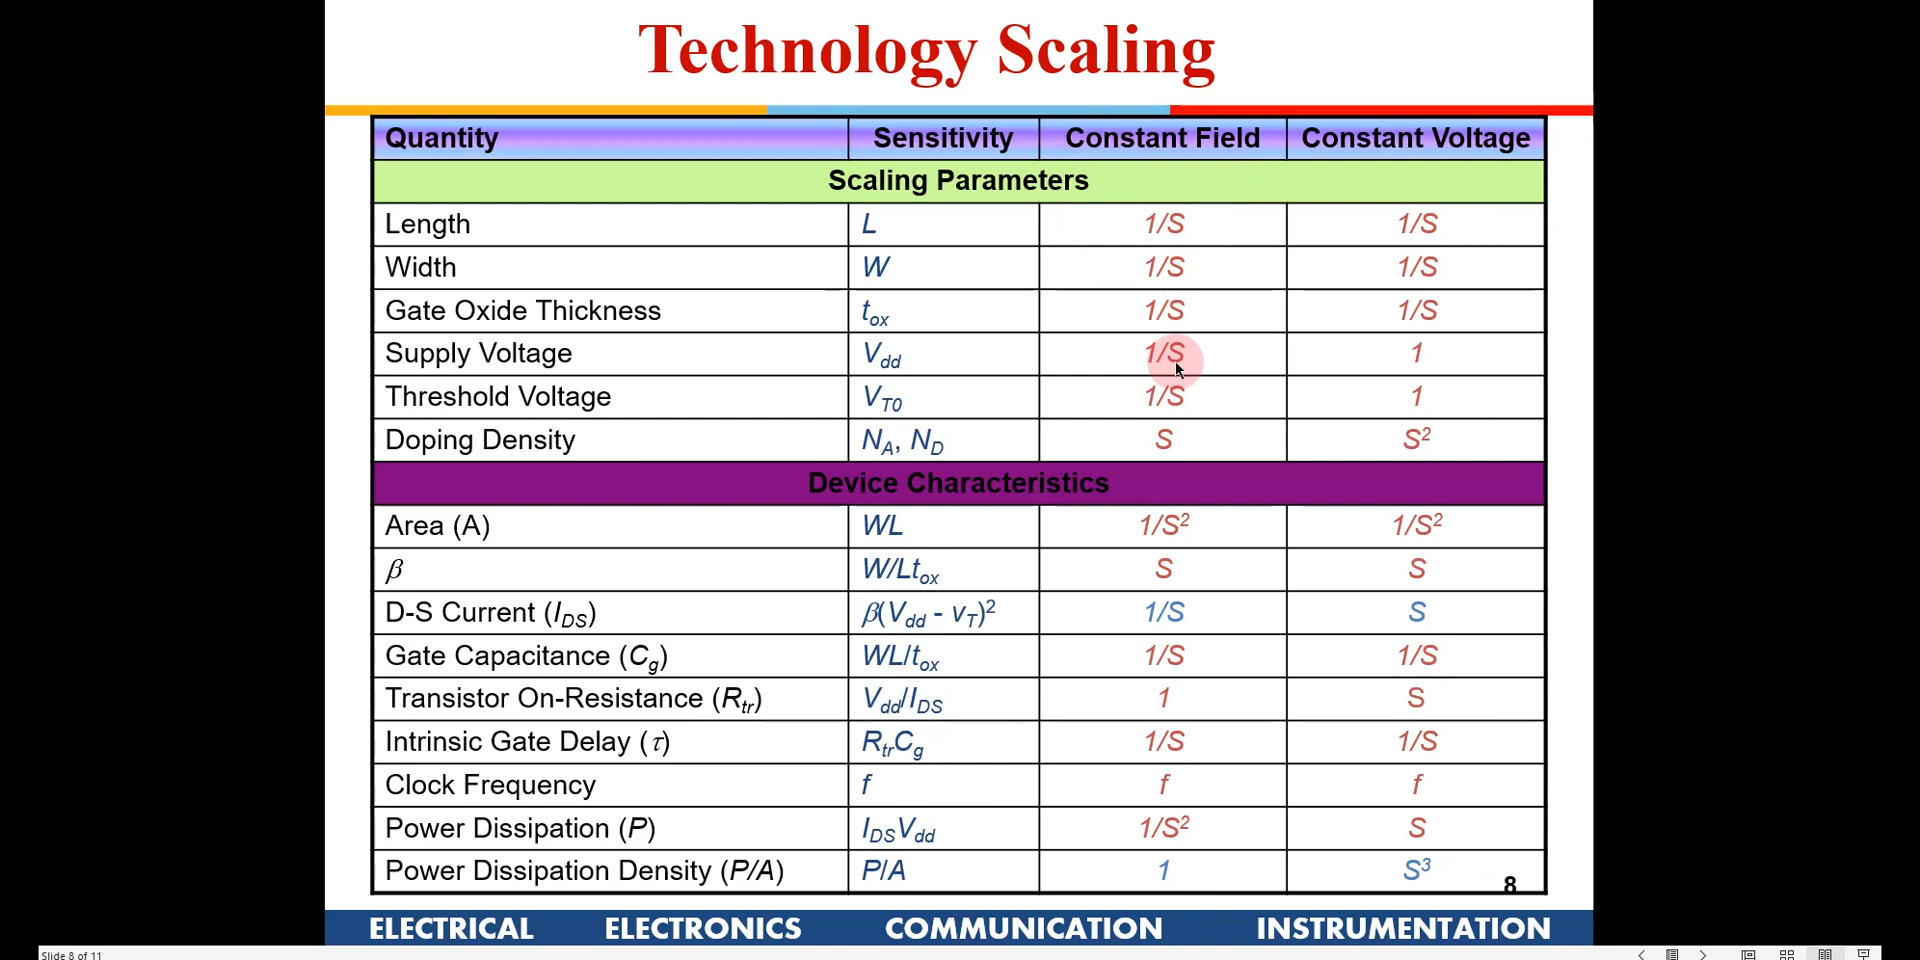 Technology Scaling
Quantity Sensitivity Constant Field Constant Voltage
Scaling Parameters
Length L 1/S 1/S
Width W 1/S 1/S
Gate Oxide Thickness tox 1/S 1/S
Supply Voltage Vdd 1/S 1
Threshold Voltage VT0 1/S 1
Doping Density NA, ND S S²
Device Characteristics
Area (A) WL 1/S² 1/S²
β W/Ltox S S
D-S Current (IDS) β(Vdd - vT)² 1/S S
Gate Capacitance (Cg) WL/tox 1/S 1/S
Transistor On-Resistance (Rtr) Vdd/IDS 1 S
Intrinsic Gate Delay (τ) RtrCg 1/S 1/S
Clock Frequency f f f
Power Dissipation (P) IDSVdd 1/S² S
Power Dissipation Density (P/A) P/A 1 S³
8
ELECTRICAL ELECTRONICS COMMUNICATION INSTRUMENTATION
Slide 8 of 11